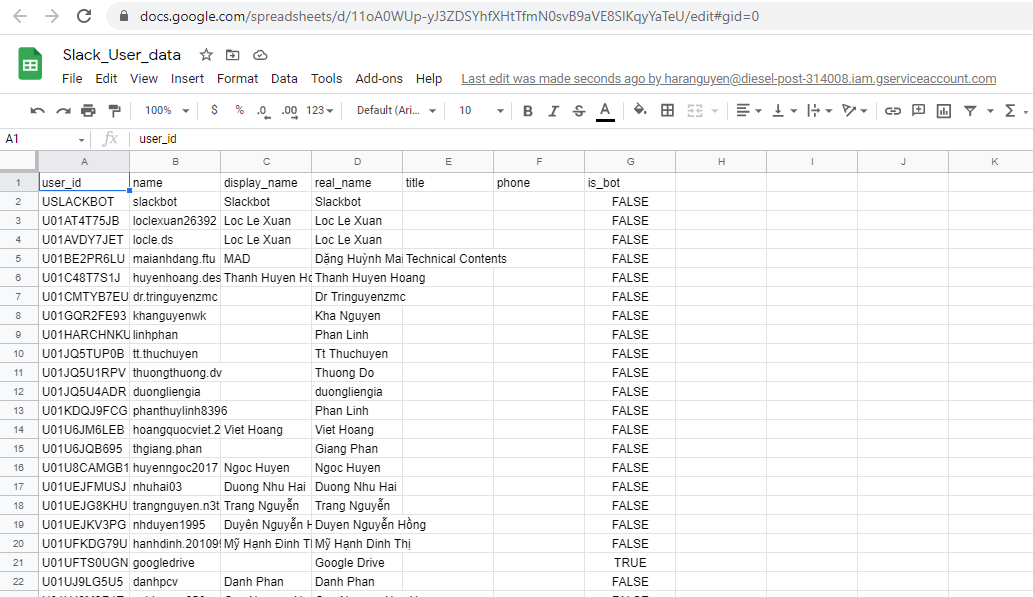 docs.google.com/spreadsheets/d/11oA0WUp-yJ3ZDSYhfXHtTfmN0svB9aVE8SIKqyYaTeU/edit#gid=0
Slack_User_data
File Edit View Insert Format Data Tools Add-ons Help Last edit was made seconds ago by haranguyen@diesel-post-314008.iam.gserviceaccount.com
100% $ % .0 .00 123 Default (Ari... 10 B I S A
A1 fx user_id
A B C D E F G H I J K
1 user_id name display_name real_name title phone is_bot
2 USLACKBOT slackbot Slackbot Slackbot FALSE
3 U01AT4T75JB loclexuan26392 Loc Le Xuan Loc Le Xuan FALSE
4 U01AVDY7JET locle.ds Loc Le Xuan Loc Le Xuan FALSE
5 U01BE2PR6LU maianhdang.ftu MAD Dặng Huỳnh Mai Technical Contents FALSE
6 U01C48T7S1J huyenhoang.des Thanh Huyen Ho Thanh Huyen Hoang FALSE
7 U01CMTYB7EU dr.tringuyenzmc Dr Tringuyenzmc FALSE
8 U01GQR2FE93 khanguyenwk Kha Nguyen FALSE
9 U01HARCHNKU linhphan Phan Linh FALSE
10 U01JQ5TUP0B tt.thuchuyen Tt Thuchuyen FALSE
11 U01JQ5U1RPV thuongthuong.dv Thuong Do FALSE
12 U01JQ5U4ADR duongliengia duongliengia FALSE
13 U01KDQJ9FCG phanthuylinh8396 Phan Linh FALSE
14 U01U6JM6LEB hoangquocviet.2 Viet Hoang Viet Hoang FALSE
15 U01U6JQB695 thgiang.phan Giang Phan FALSE
16 U01U8CAMGB1 huyenngoc2017 Ngoc Huyen Ngoc Huyen FALSE
17 U01UEJFMUSJ nhuhai03 Duong Nhu Hai Duong Nhu Hai FALSE
18 U01UEJG8KHU trangnguyen.n3t Trang Nguyễn Trang Nguyễn FALSE
19 U01UEJKV3PG nhduyen1995 Duyên Nguyễn H Duyen Nguyễn Hồng FALSE
20 U01UFKDG79U hanhdinh.201099 Mỹ Hạnh Đinh T Mỹ Hạnh Dinh Thị FALSE
21 U01UFTS0UGN googledrive Google Drive TRUE
22 U01UJ9LG5U5 danhpcv Danh Phan Danh Phan FALSE